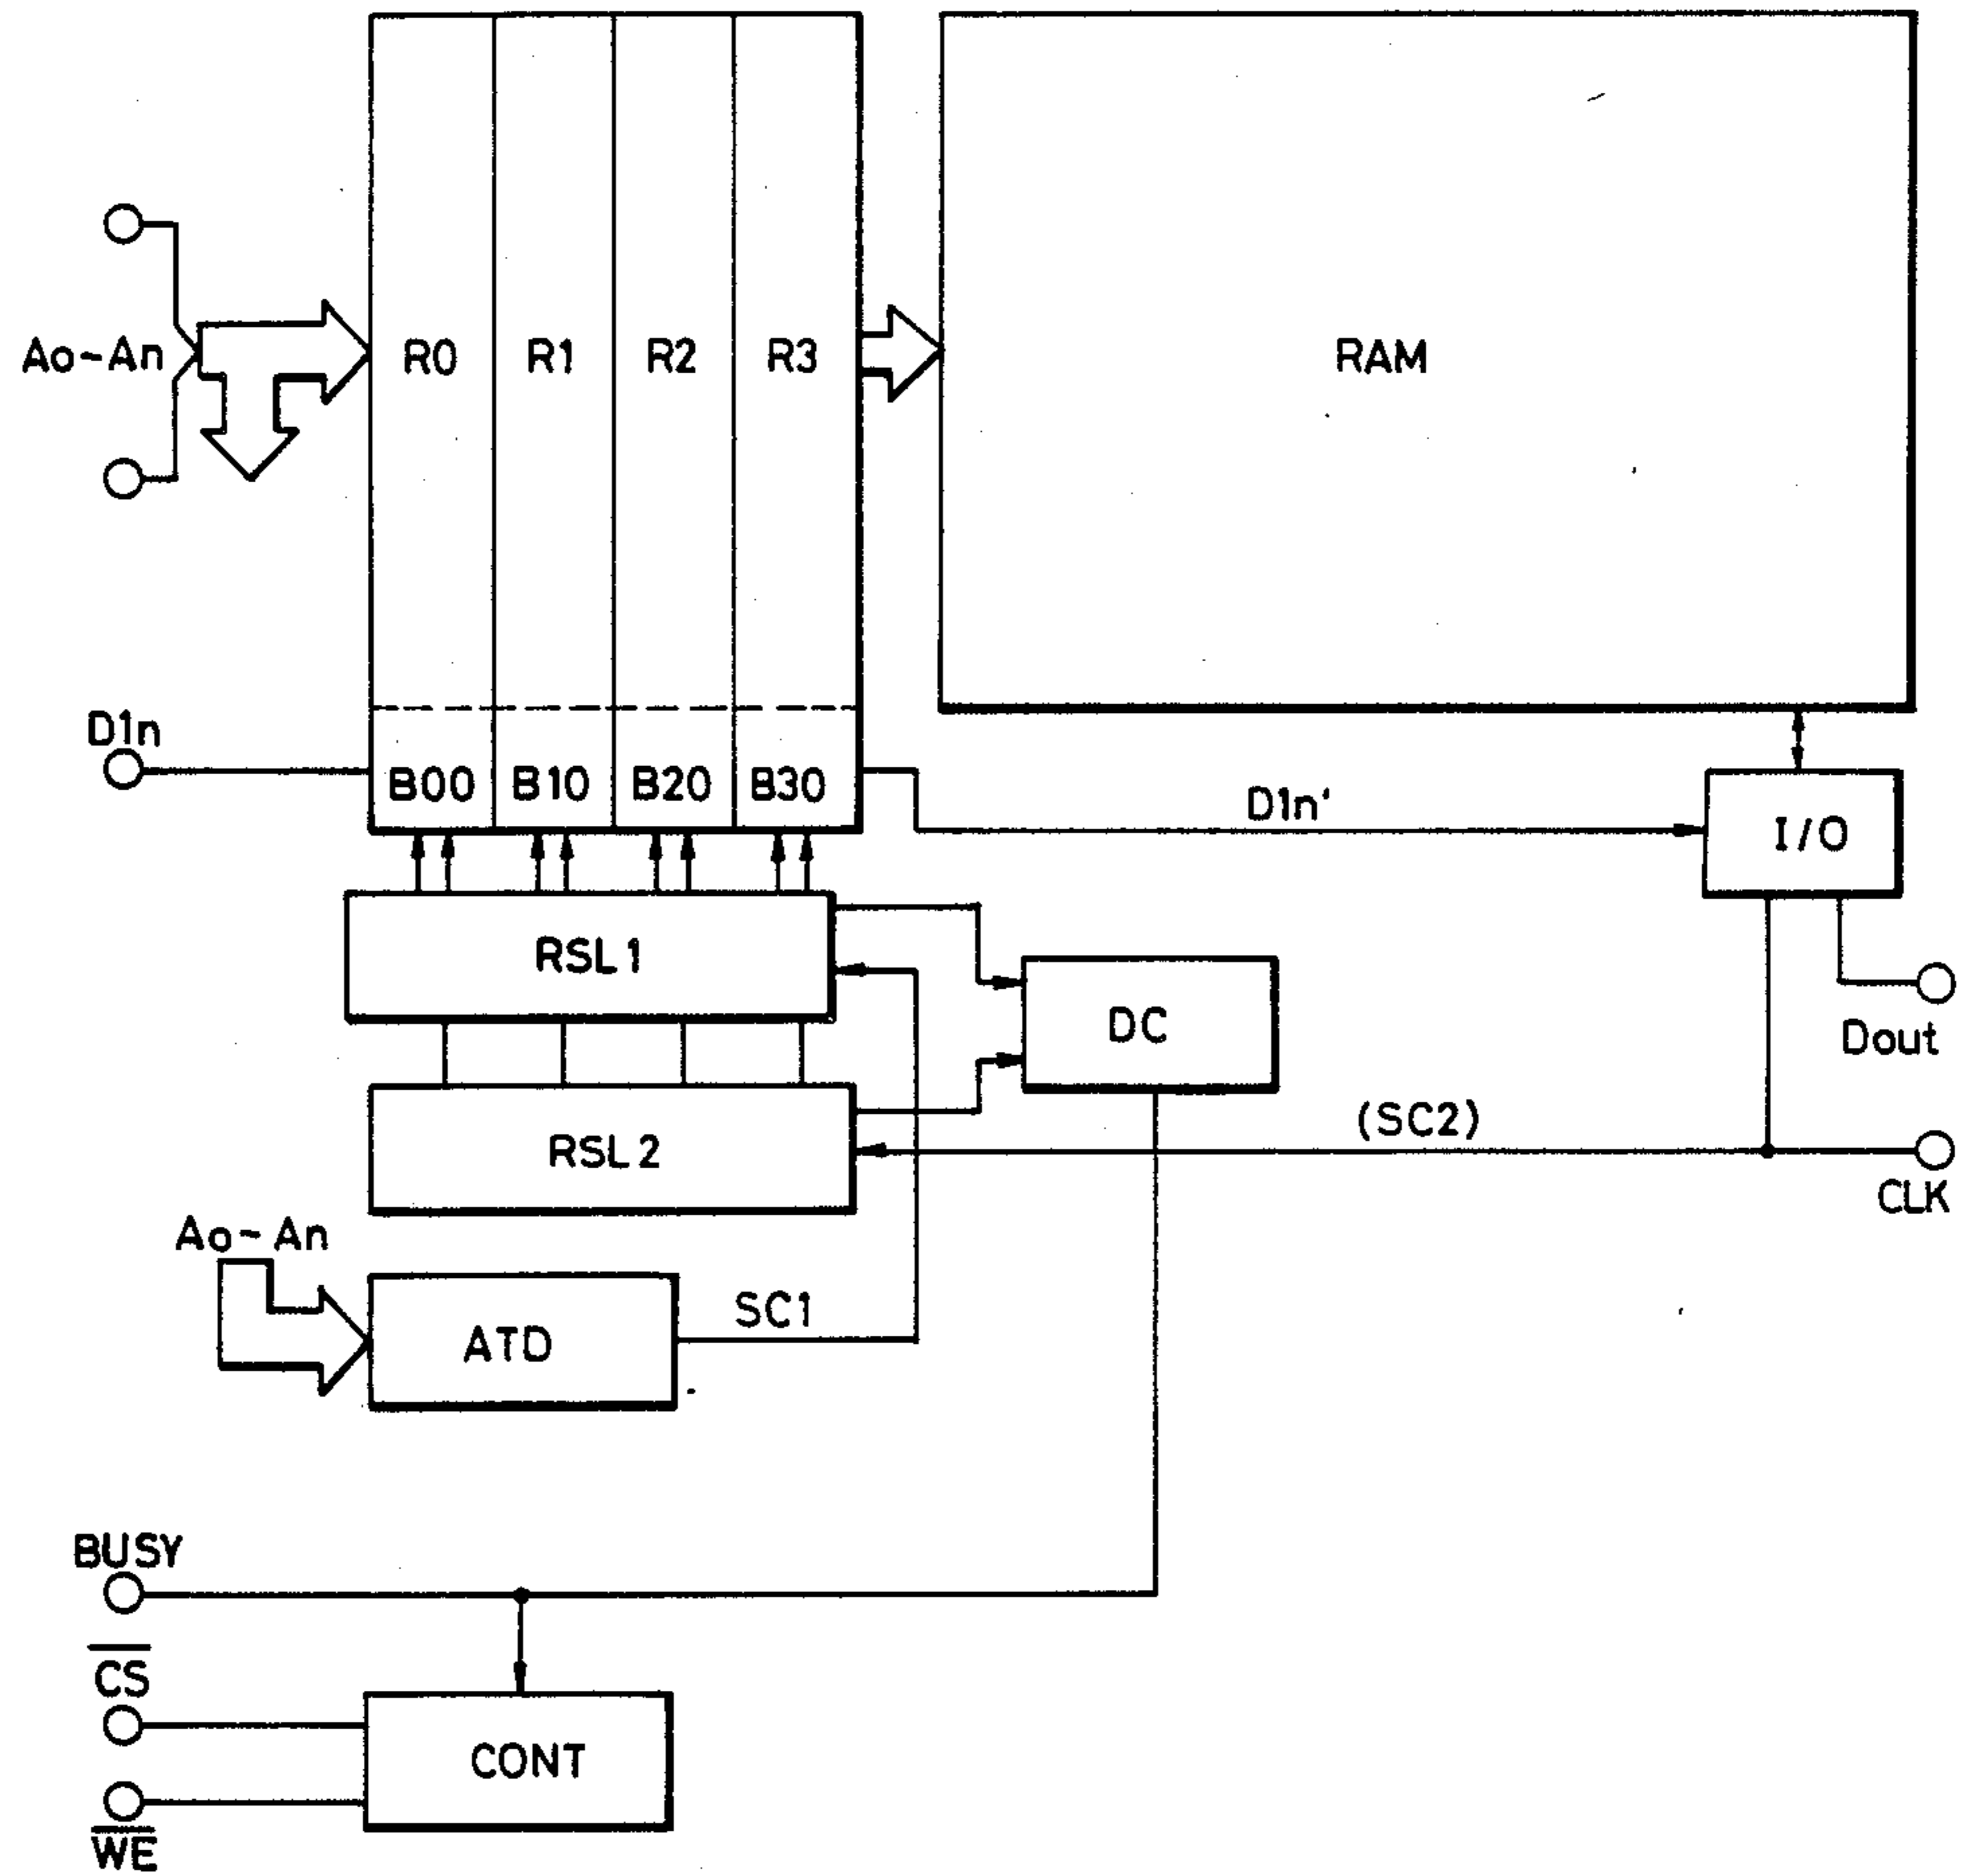 Ao-An
R0
R1
R2
R3
RAM
D1n
B00
B10
B20
B30
D1n'
I/O
RSL1
DC
Dout
RSL2
(SC2)
CLK
Ao-An
ATD
SC1
BUSY
CS
CONT
WE